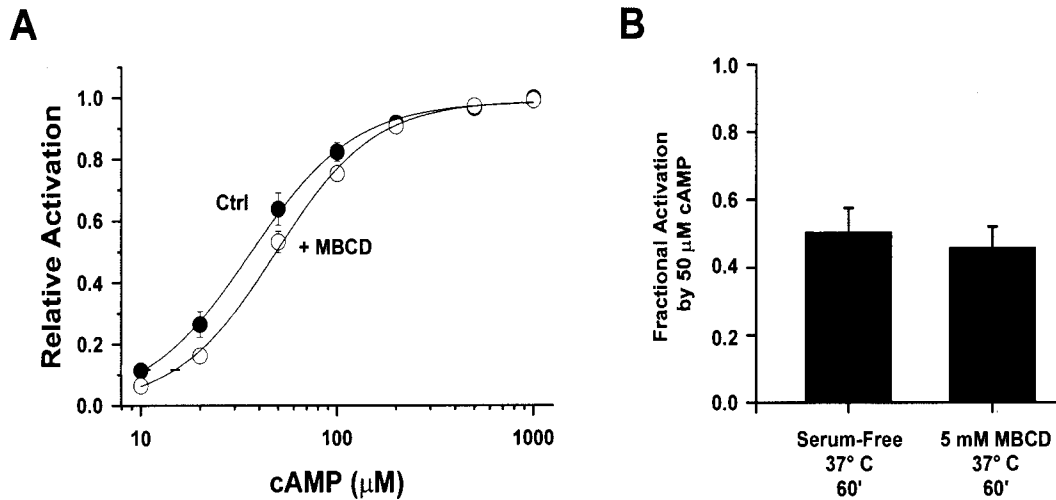 A
Relative Activation
1.0
0.8
0.6
0.4
0.2
0.0
Ctrl
+ MBCD
10
100
1000
cAMP (µM)
B
Fractional Activation
by 50 µM cAMP
1.0
0.8
0.6
0.4
0.2
0.0
Serum-Free
37° C
60'
5 mM MBCD
37° C
60'